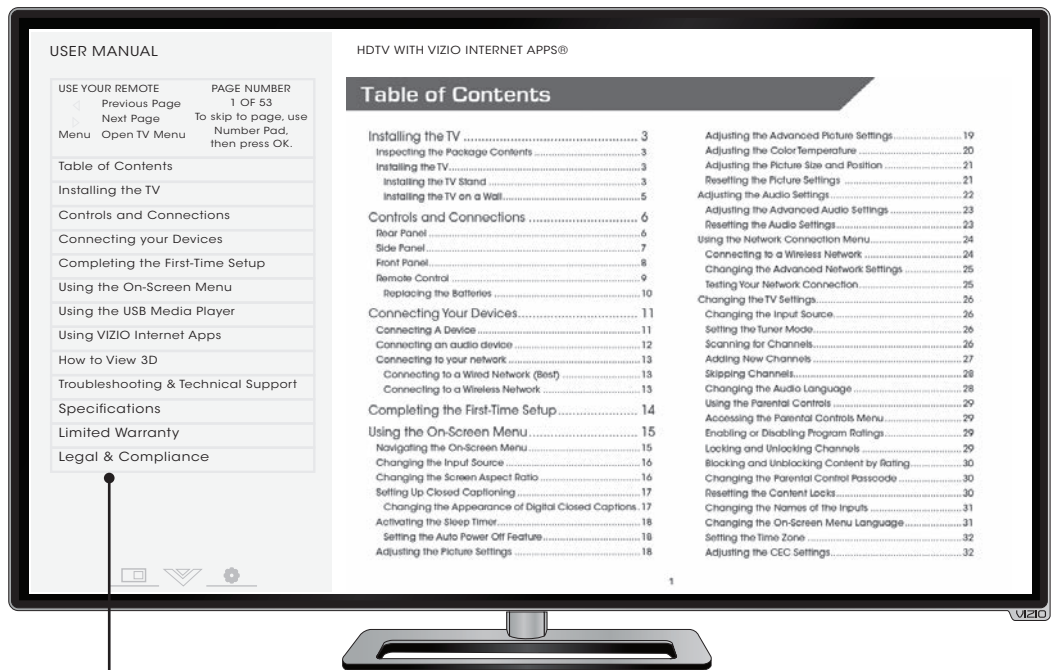 USER MANUAL
USE YOUR REMOTE
Previous Page
Next Page
Menu Open TV Menu
PAGE NUMBER
1 OF 53
To skip to page, use
Number Pad,
then press OK.
Table of Contents
Installing the TV
Controls and Connections
Connecting your Devices
Completing the First-Time Setup
Using the On-Screen Menu
Using the USB Media Player
Using VIZIO Internet Apps
How to View 3D
Troubleshooting & Technical Support
Specifications
Limited Warranty
Legal & Compliance
HDTV WITH VIZIO INTERNET APPS®
Table of Contents
Installing the TV 3
Inspecting the Package Contents 3
Installing the TV 3
Installing the TV Stand 3
Installing the TV on a Wall 5
Controls and Connections 6
Rear Panel 6
Side Panel 7
Front Panel 8
Remote Control 9
Replacing the Batteries 10
Connecting Your Devices 11
Connecting A Device 11
Connecting an audio device 12
Connecting to your network 13
Connecting to a Wired Network (Best) 13
Connecting to a Wireless Network 13
Completing the First-Time Setup 14
Using the On-Screen Menu 15
Navigating the On-Screen Menu 15
Changing the Input Source 16
Changing the Screen Aspect Ratio 16
Setting Up Closed Captioning 17
Changing the Appearance of Digital Closed Captions. 17
Activating the Sleep Timer 18
Setting the Auto Power Off Feature 18
Adjusting the Picture Settings 18
Adjusting the Advanced Picture Settings 19
Adjusting the Color Temperature 20
Adjusting the Picture Size and Position 21
Resetting the Picture Settings 21
Adjusting the Audio Settings 22
Adjusting the Advanced Audio Settings 23
Resetting the Audio Settings 23
Using the Network Connection Menu 24
Connecting to a Wireless Network 24
Changing the Advanced Network Settings 25
Testing Your Network Connection 25
Changing the TV Settings 26
Changing the Input Source 26
Setting the Tuner Mode 26
Scanning for Channels 26
Adding New Channels 27
Skipping Channels 28
Changing the Audio Language 28
Using the Parental Controls 29
Accessing the Parental Controls Menu 29
Enabling or Disabling Program Ratings 29
Locking and Unlocking Channels 29
Blocking and Unblocking Content by Rating 30
Changing the Parental Control Passcode 30
Resetting the Content Locks 30
Changing the Names of the Inputs 31
Changing the On-Screen Menu Language 31
Setting the Time Zone 32
Adjusting the CEC Settings 32
1
VIZIO